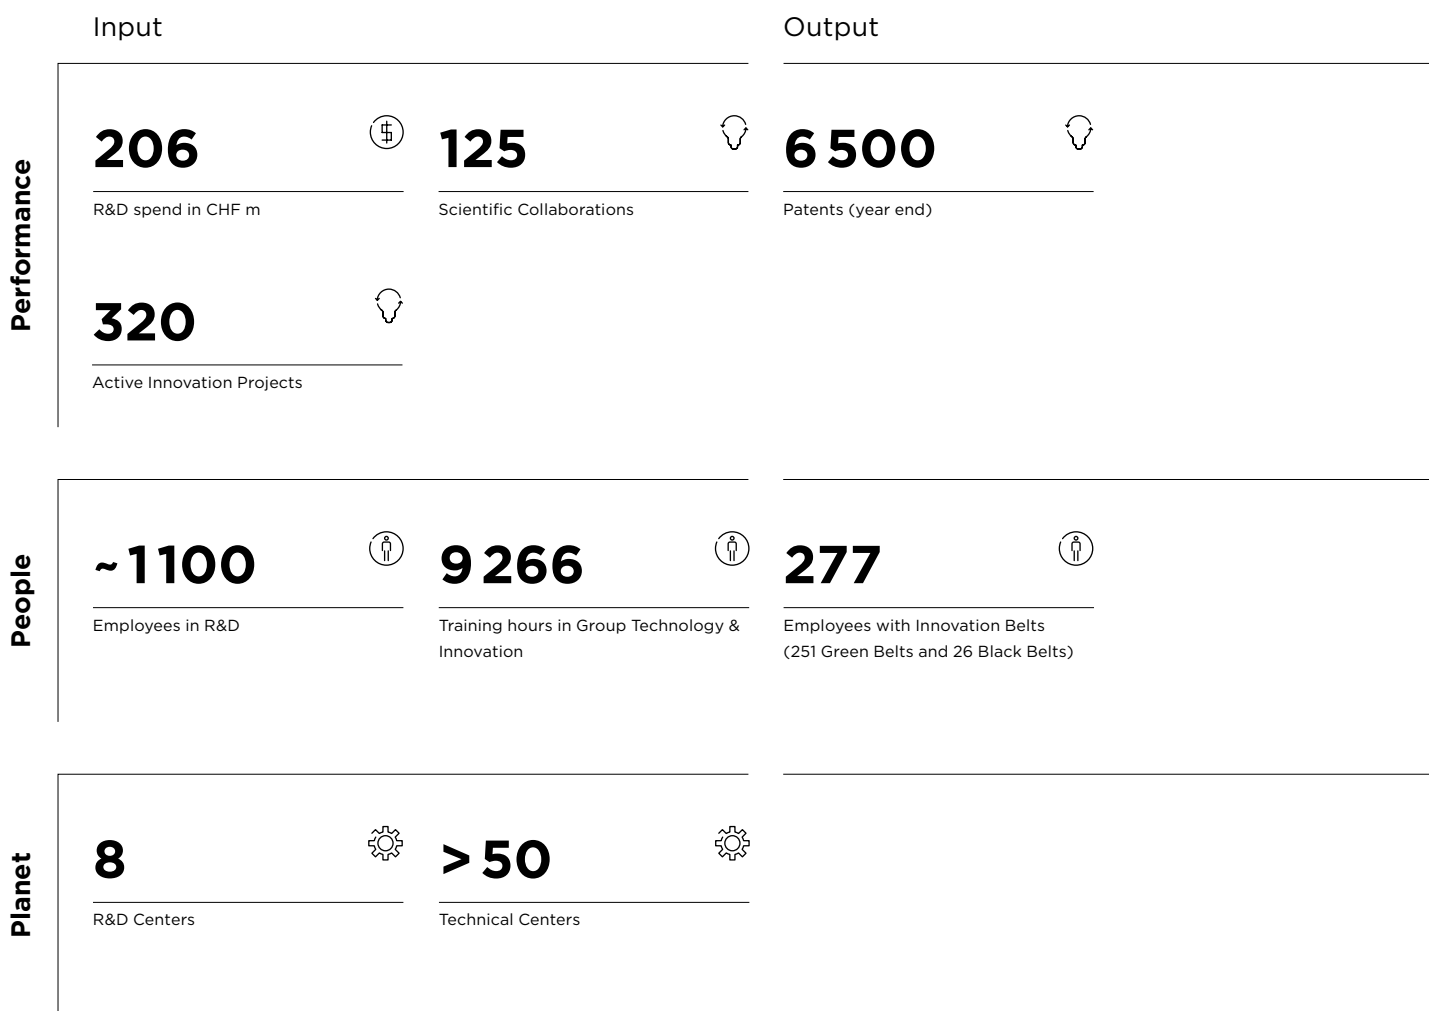 Input
Output
Performance
206
R&D spend in CHF m
125
Scientific Collaborations
6 500
Patents (year end)
320
Active Innovation Projects
People
~ 1 100
Employees in R&D
9 266
Training hours in Group Technology &
Innovation
277
Employees with Innovation Belts
(251 Green Belts and 26 Black Belts)
Planet
8
R&D Centers
> 50
Technical Centers